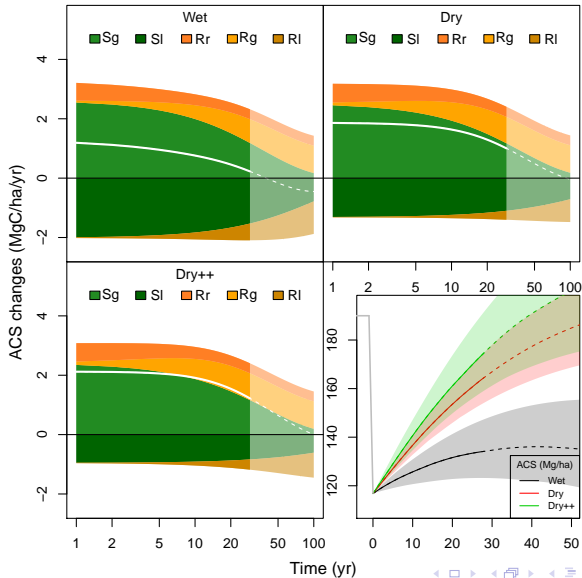 Wet
Sg Sl Rr Rg Rl
Dry
Sg Sl Rr Rg Rl
4
2
0
-2
1 2 5 10 20 50 100
Dry++
Sg Sl Rr Rg Rl
4
2
0
-2
1 2 5 10 20 50 100
180
160
140
120
0 10 20 30 40 50
ACS (Mg/ha)
Wet
Dry
Dry++
ACS changes (MgC/ha/yr)
Time (yr)